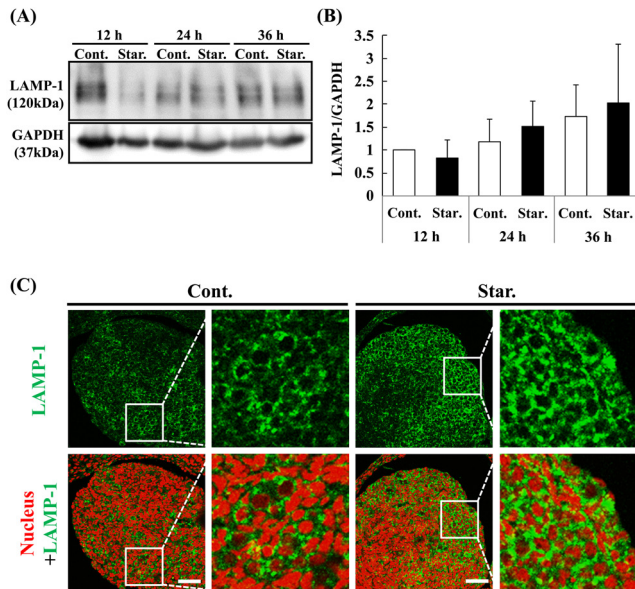 (A)
12 h 24 h 36 h
Cont. Star. Cont. Star. Cont. Star.
LAMP-1
(120kDa)
GAPDH
(37kDa)
(B)
LAMP-1/GAPDH
3.5
3
2.5
2
1.5
1
0.5
0
Cont. Star. Cont. Star. Cont. Star.
12 h 24 h 36 h
(C)
Cont. Star.
LAMP-1
Nucleus
+LAMP-1